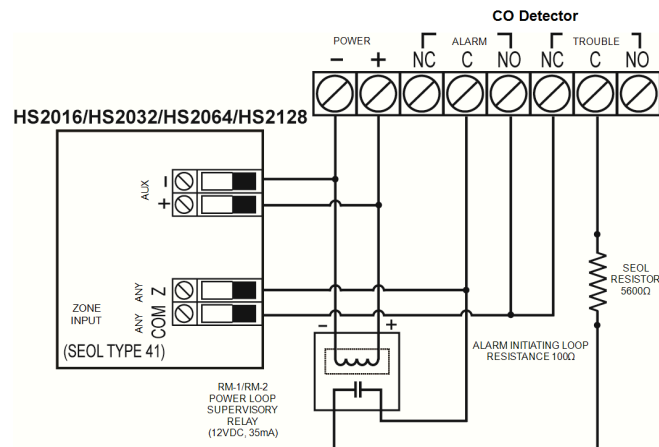 CO Detector
POWER
ALARM
TROUBLE
− + NC C NO NC C NO
HS2016/HS2032/HS2064/HS2128
AUX
−
+
ZONE
INPUT
ANY Z
ANY COM
(SEOL TYPE 41)
SEOL
RESISTOR
5600Ω
− +
ALARM INITIATING LOOP
RESISTANCE 100Ω
RM-1/RM-2
POWER LOOP
SUPERVISORY
RELAY
(12VDC, 35mA)